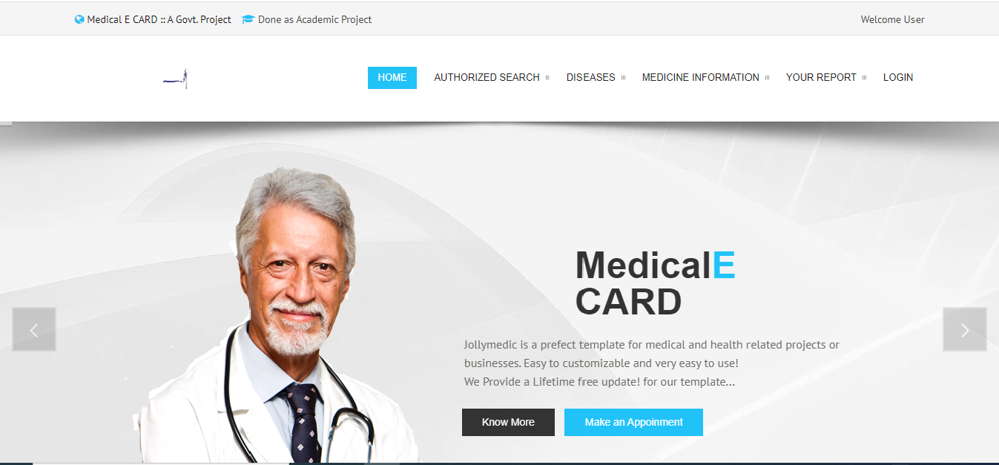 Medical E CARD :: A Govt. Project Done as Academic Project Welcome User
HOME AUTHORIZED SEARCH DISEASES MEDICINE INFORMATION YOUR REPORT LOGIN
MedicalE
CARD
Jollymedic is a prefect template for medical and health related projects or
businesses. Easy to customizable and very easy to use!
We Provide a Lifetime free update! for our template...
Know More Make an Appoinment